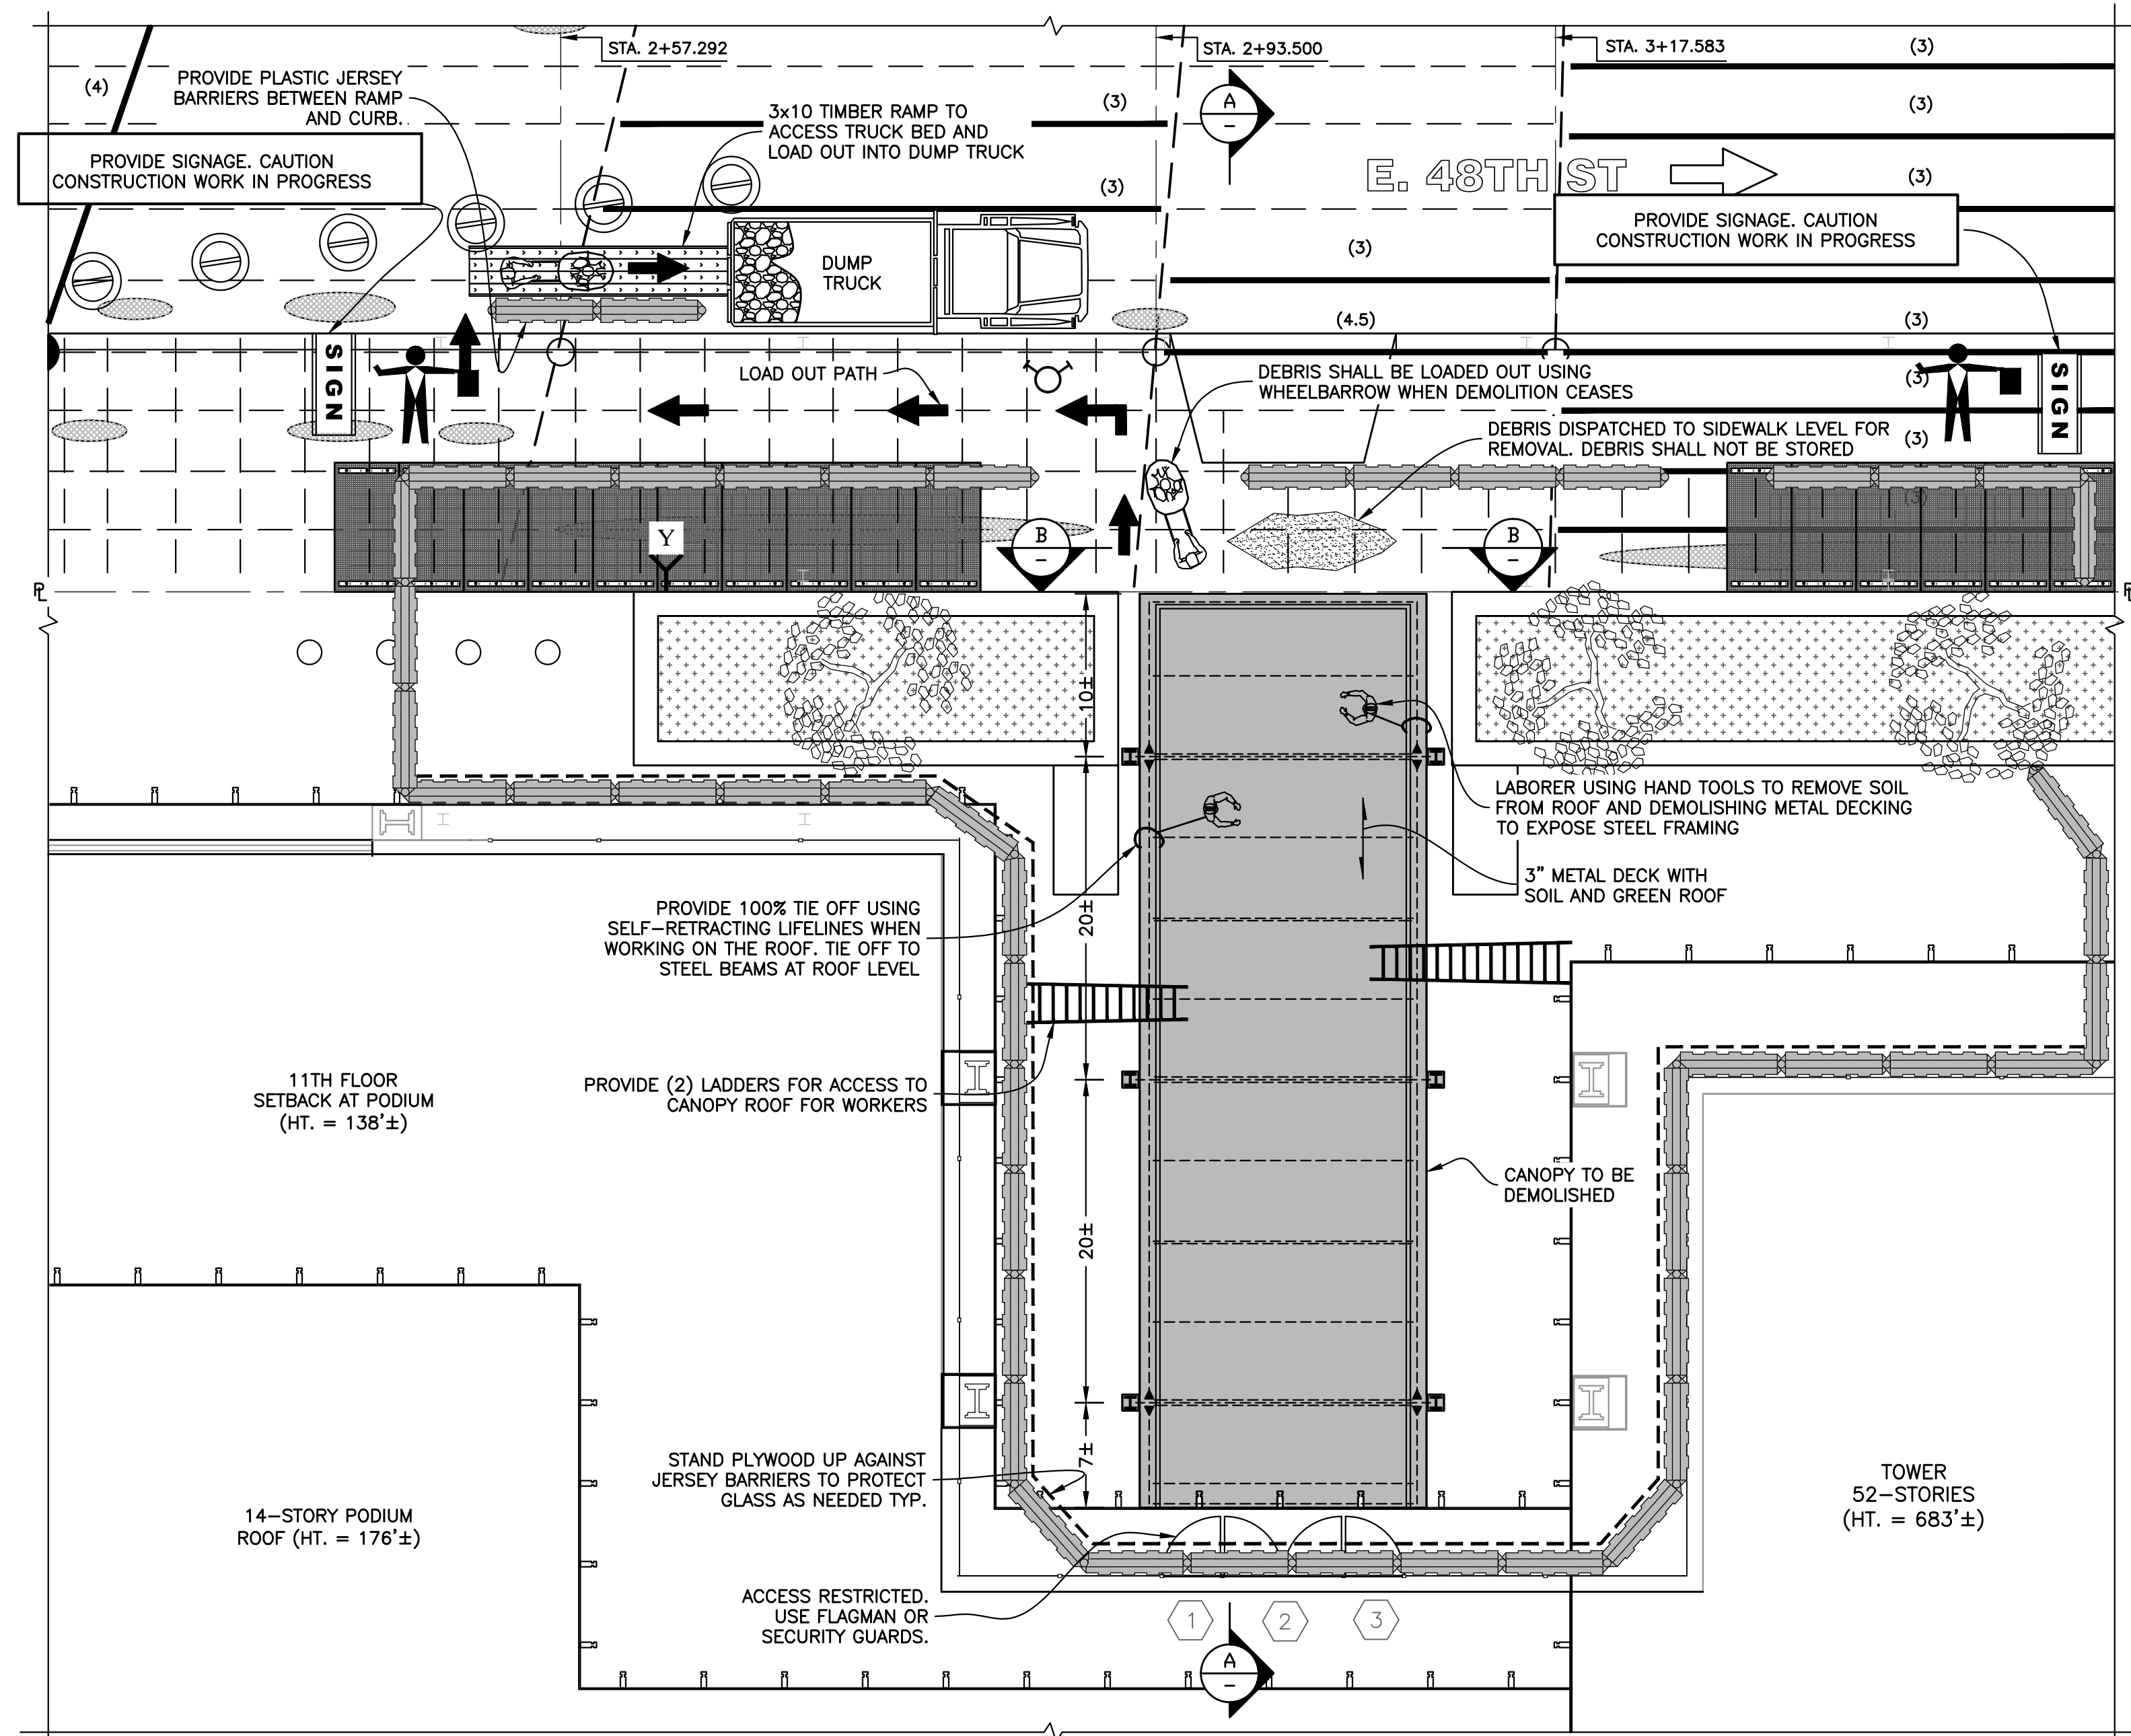 STA. 2+57.292
STA. 2+93.500
STA. 3+17.583
(3)
(4)
PROVIDE PLASTIC JERSEY
BARRIERS BETWEEN RAMP
AND CURB.
(3)
(3)
3x10 TIMBER RAMP TO
ACCESS TRUCK BED AND
LOAD OUT INTO DUMP TRUCK
A
–
PROVIDE SIGNAGE. CAUTION
CONSTRUCTION WORK IN PROGRESS
(3)
E. 48TH ST
(3)
PROVIDE SIGNAGE. CAUTION
CONSTRUCTION WORK IN PROGRESS
(3)
DUMP
TRUCK
(4.5)
(3)
SIGN
LOAD OUT PATH
DEBRIS SHALL BE LOADED OUT USING
WHEELBARROW WHEN DEMOLITION CEASES
(3)
SIGN
DEBRIS DISPATCHED TO SIDEWALK LEVEL FOR
REMOVAL. DEBRIS SHALL NOT BE STORED
(3)
(3)
Y
B
–
B
–
PL
PL
10±
LABORER USING HAND TOOLS TO REMOVE SOIL
FROM ROOF AND DEMOLISHING METAL DECKING
TO EXPOSE STEEL FRAMING
3" METAL DECK WITH
SOIL AND GREEN ROOF
PROVIDE 100% TIE OFF USING
SELF-RETRACTING LIFELINES WHEN
WORKING ON THE ROOF. TIE OFF TO
STEEL BEAMS AT ROOF LEVEL
20±
11TH FLOOR
SETBACK AT PODIUM
(HT. = 138'±)
PROVIDE (2) LADDERS FOR ACCESS TO
CANOPY ROOF FOR WORKERS
CANOPY TO BE
DEMOLISHED
20±
STAND PLYWOOD UP AGAINST
JERSEY BARRIERS TO PROTECT
GLASS AS NEEDED TYP.
7±
14-STORY PODIUM
ROOF (HT. = 176'±)
TOWER
52-STORIES
(HT. = 683'±)
ACCESS RESTRICTED.
USE FLAGMAN OR
SECURITY GUARDS.
1
2
3
A
–